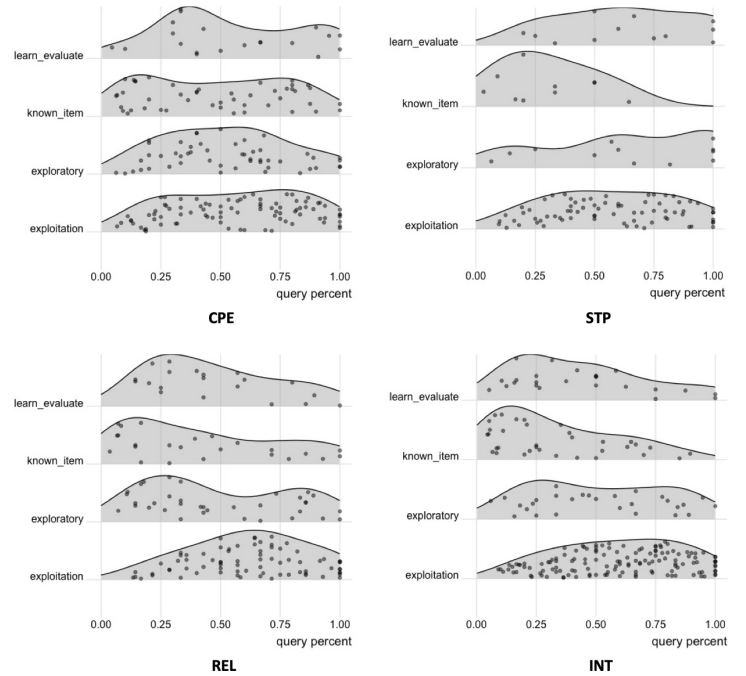 learn_evaluate
known_item
exploratory
exploitation
0.00 0.25 0.50 0.75 1.00
query percent
CPE
learn_evaluate
known_item
exploratory
exploitation
0.00 0.25 0.50 0.75 1.00
query percent
STP
learn_evaluate
known_item
exploratory
exploitation
0.00 0.25 0.50 0.75 1.00
query percent
REL
learn_evaluate
known_item
exploratory
exploitation
0.00 0.25 0.50 0.75 1.00
query percent
INT